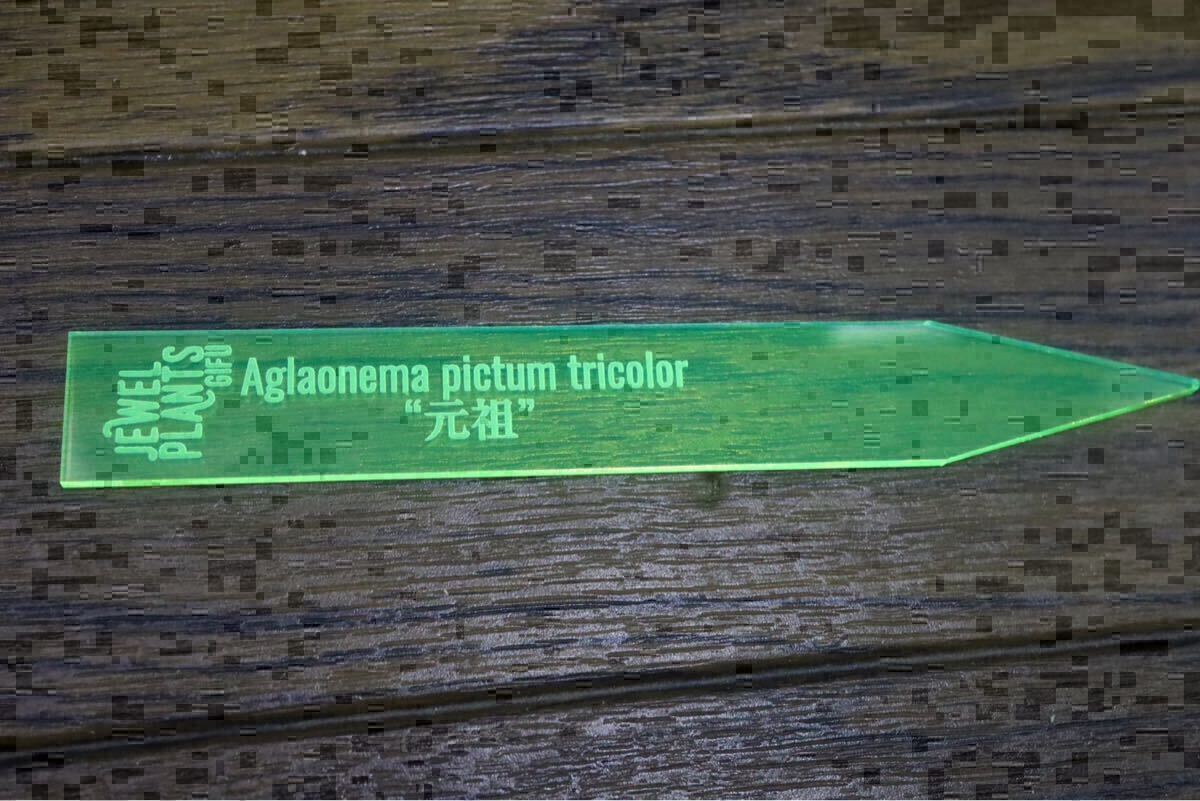 JEWEL
PLANTS
GIFU
Aglaonema pictum tricolor
“元祖”